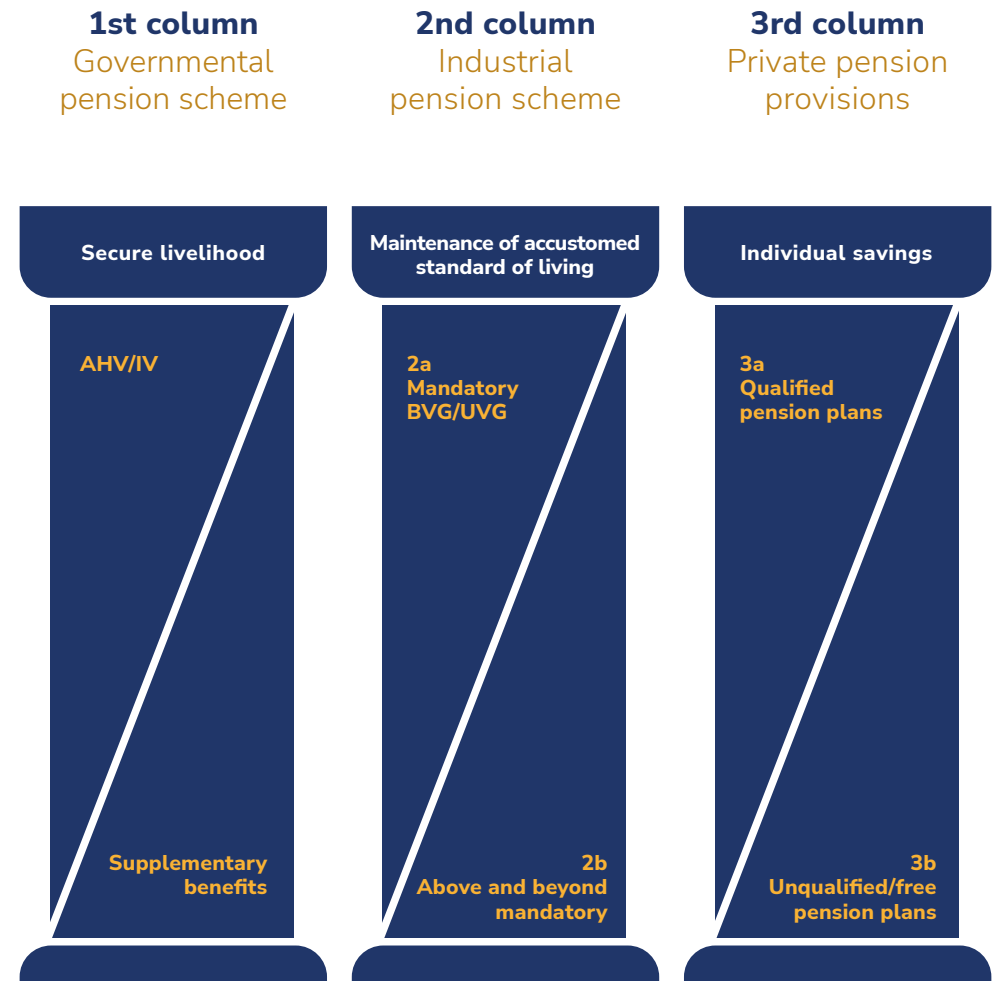 1st column
Governmental
pension scheme
2nd column
Industrial
pension scheme
3rd column
Private pension
provisions
Secure livelihood
Maintenance of accustomed
standard of living
Individual savings
AHV/IV
2a
Mandatory
BVG/UVG
3a
Qualified
pension plans
Supplementary
benefits
2b
Above and beyond
mandatory
3b
Unqualified/free
pension plans